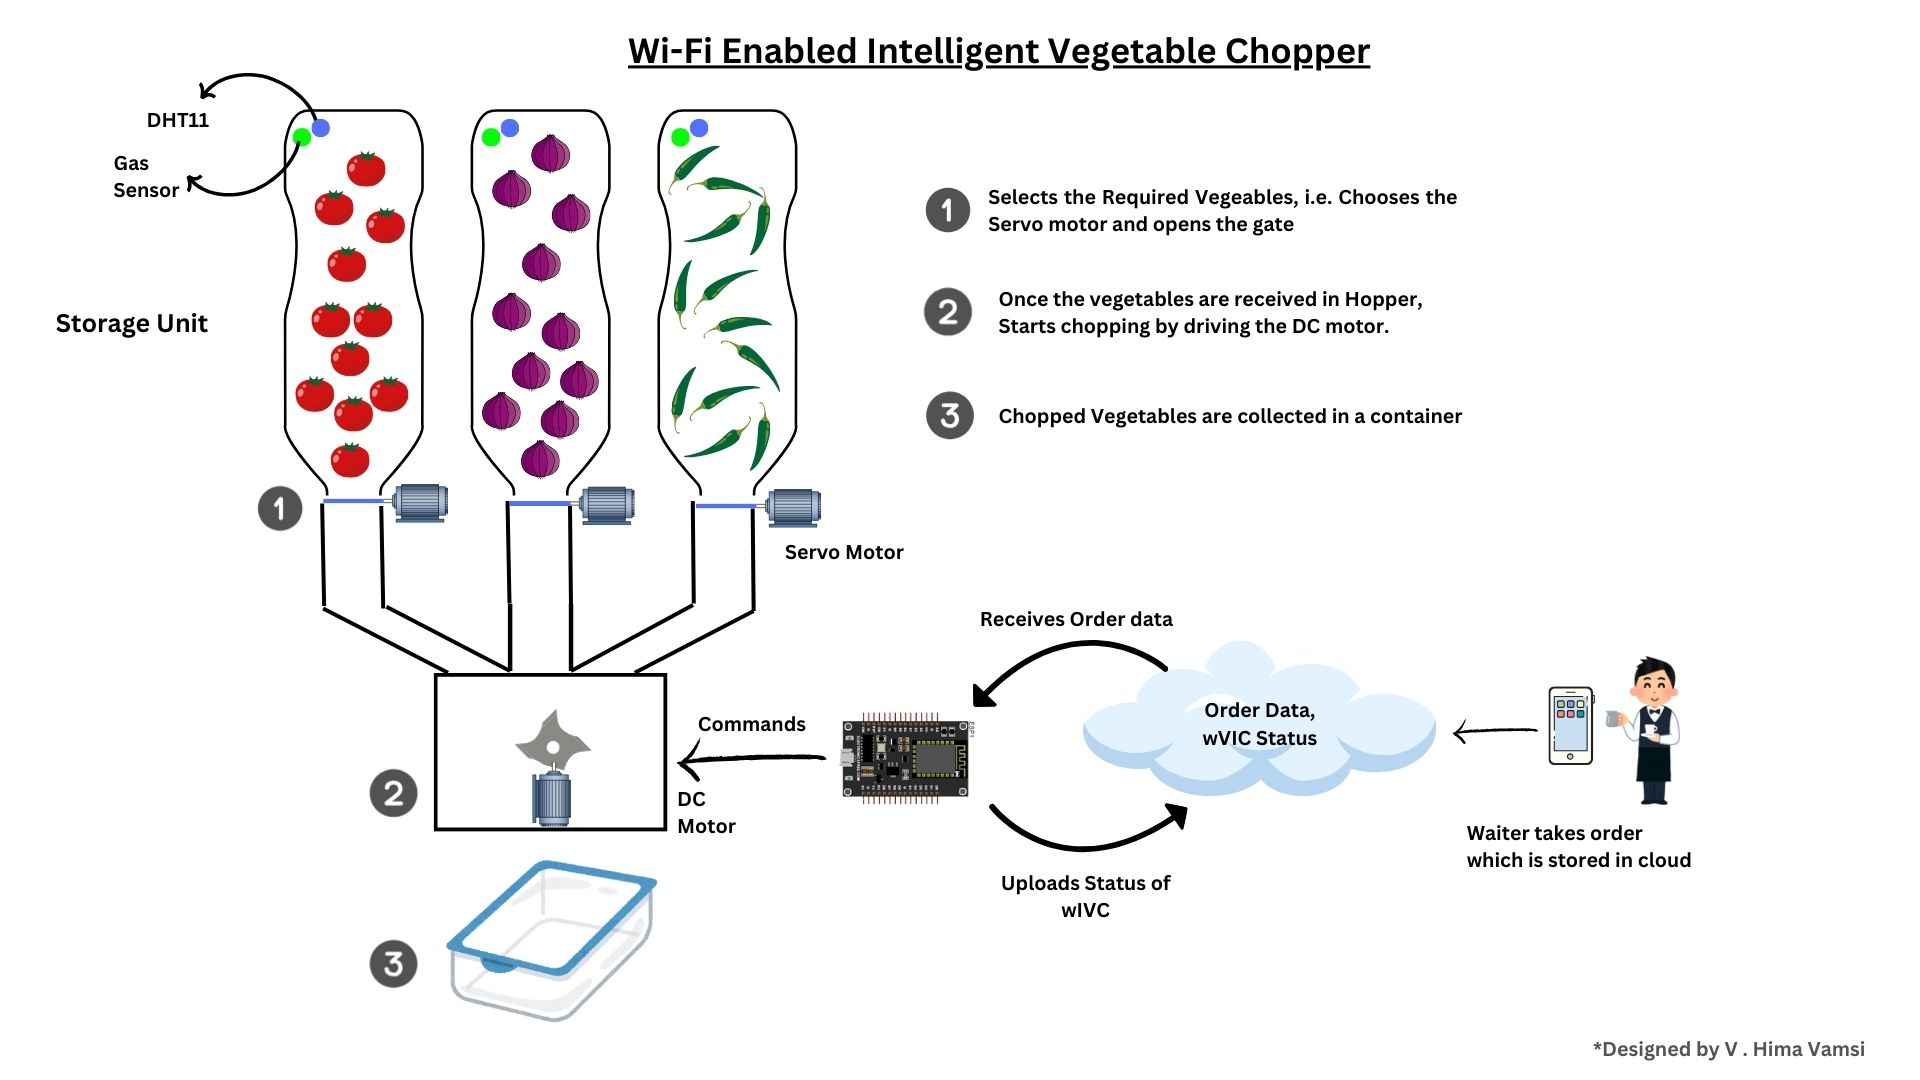 Wi-Fi Enabled Intelligent Vegetable Chopper
DHT11
Gas
Sensor
Storage Unit
1
Selects the Required Vegeables, i.e. Chooses the
Servo motor and opens the gate
2
Once the vegetables are received in Hopper,
Starts chopping by driving the DC motor.
3
Chopped Vegetables are collected in a container
1
Servo Motor
Receives Order data
Order Data,
wVIC Status
Commands
2
DC
Motor
Waiter takes order
which is stored in cloud
Uploads Status of
wIVC
3
*Designed by V . Hima Vamsi